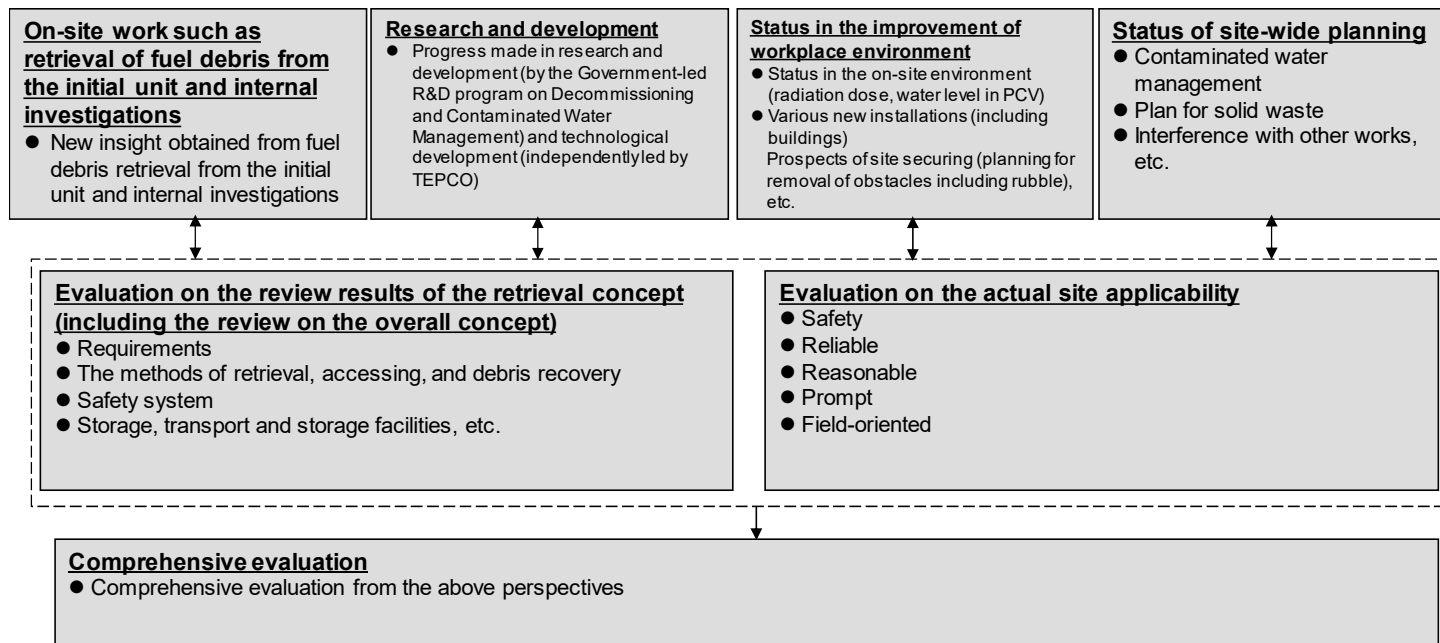 On-site work such as
retrieval of fuel debris from
the initial unit and internal
investigations
● New insight obtained from fuel
debris retrieval from the initial
unit and internal investigations
Research and development
● Progress made in research and
development (by the Government-led
R&D program on Decommissioning
and Contaminated Water
Management) and technological
development (independently led by
TEPCO)
Status in the improvement of
workplace environment
● Status in the on-site environment
(radiation dose, water level in PCV)
● Various new installations (including
buildings)
Prospects of site securing (planning for
removal of obstacles including rubble),
etc.
Status of site-wide planning
● Contaminated water
management
● Plan for solid waste
● Interference with other works,
etc.
Evaluation on the review results of the retrieval concept
(including the review on the overall concept)
● Requirements
● The methods of retrieval, accessing, and debris recovery
● Safety system
● Storage, transport and storage facilities, etc.
Evaluation on the actual site applicability
● Safety
● Reliable
● Reasonable
● Prompt
● Field-oriented
Comprehensive evaluation
● Comprehensive evaluation from the above perspectives